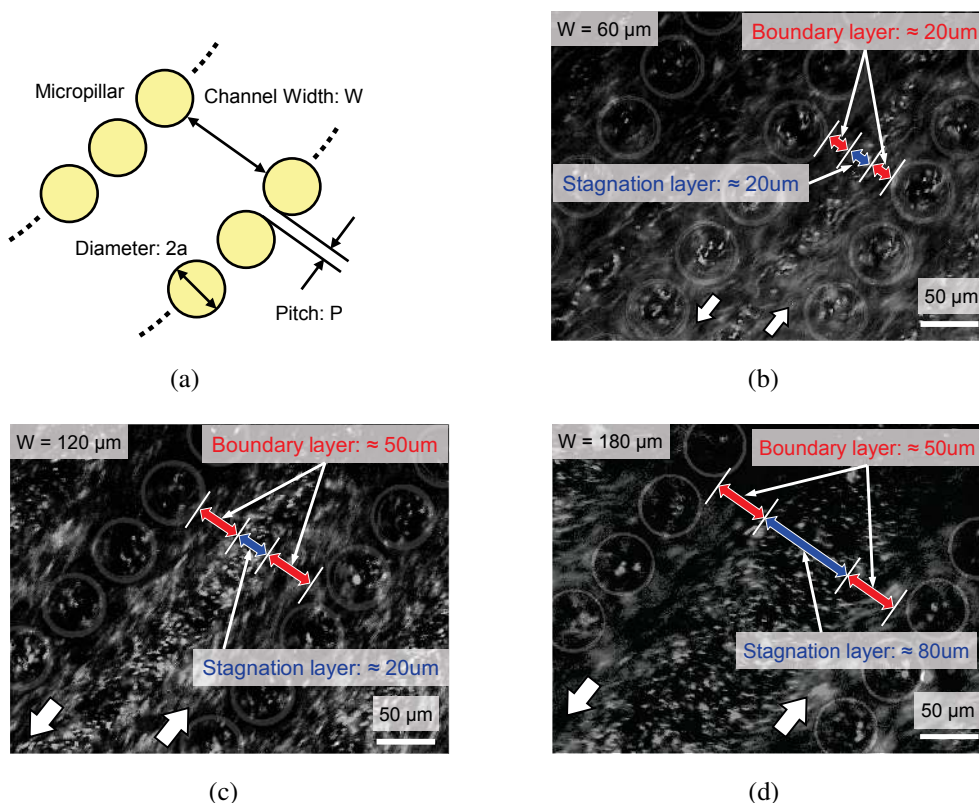 Micropillar
Channel Width: W
Diameter: 2a
Pitch: P
(a)
W = 60 µm
Boundary layer: ≈ 20um
Stagnation layer: ≈ 20um
50 µm
(b)
W = 120 µm
Boundary layer: ≈ 50um
Stagnation layer: ≈ 20um
50 µm
(c)
W = 180 µm
Boundary layer: ≈ 50um
Stagnation layer: ≈ 80um
50 µm
(d)